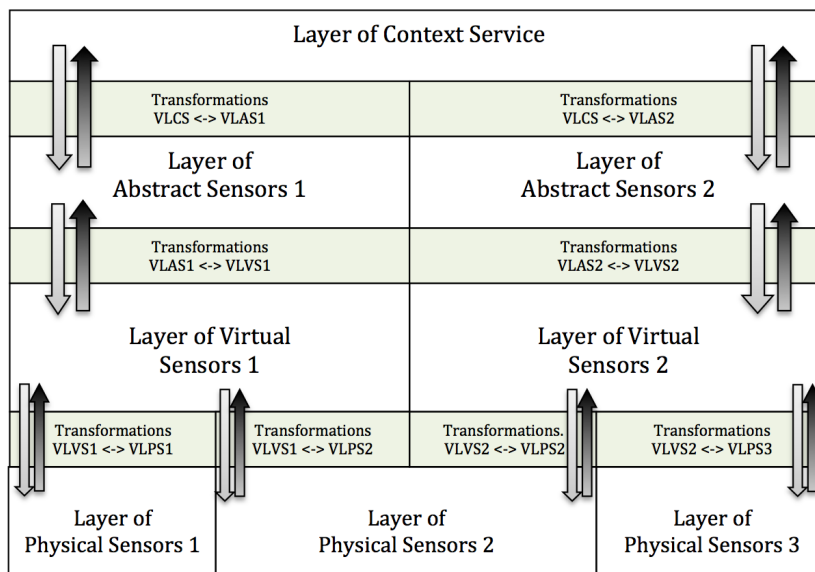 Layer of Context Service
Transformations
VLCS <-> VLAS1
Transformations
VLCS <-> VLAS2
Layer of
Abstract Sensors 1
Layer of
Abstract Sensors 2
Transformations
VLAS1 <-> VLVS1
Transformations
VLAS2 <-> VLVS2
Layer of Virtual
Sensors 1
Layer of Virtual
Sensors 2
Transformations
VLVS1 <-> VLPS1
Transformations
VLVS1 <-> VLPS2
Transformations.
VLVS2 <-> VLPS2
Transformations
VLVS2 <-> VLPS3
Layer of
Physical Sensors 1
Layer of
Physical Sensors 2
Layer of
Physical Sensors 3